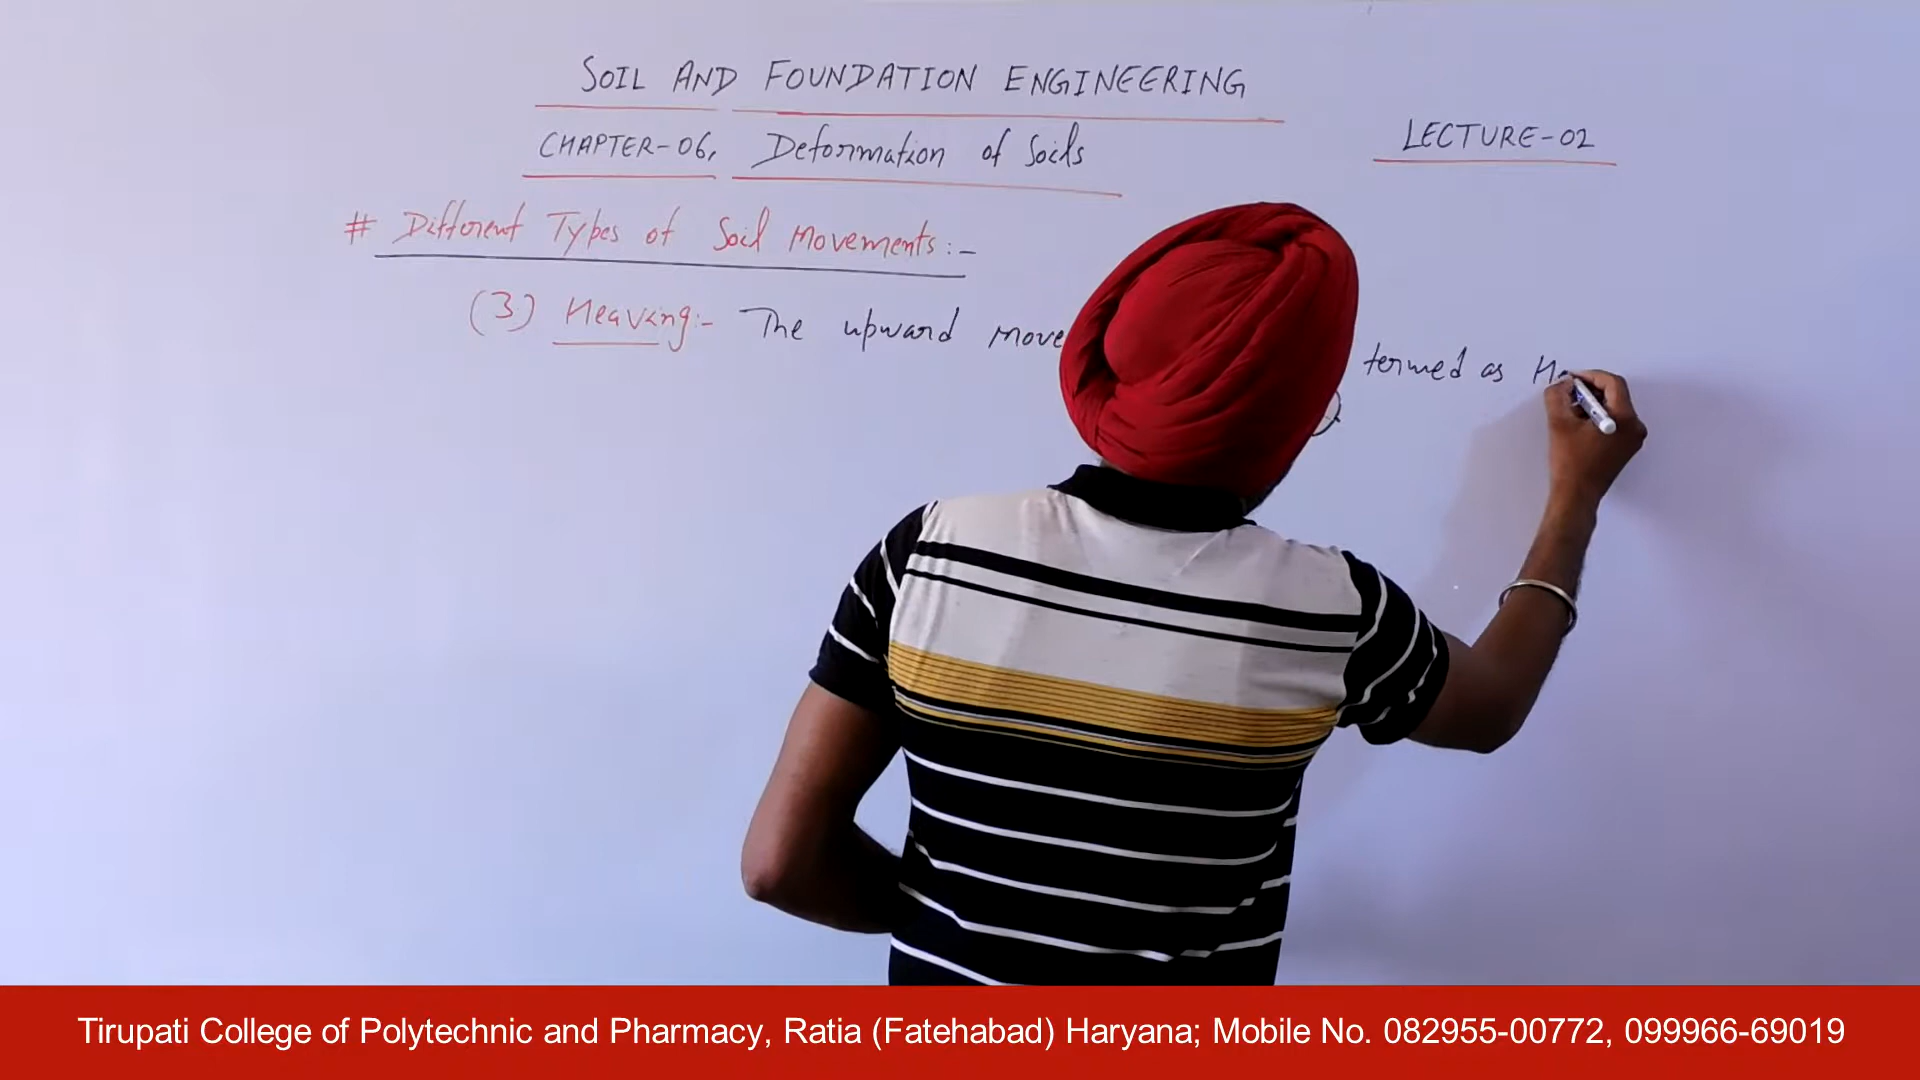 SOIL AND FOUNDATION ENGINEERING
CHAPTER-06, Deformation of Soils
LECTURE-02
# Different Types of Soil Movements:-
(3) Heaving:- The upward move termed as He
Tirupati College of Polytechnic and Pharmacy, Ratia (Fatehabad) Haryana; Mobile No. 082955-00772, 099966-69019